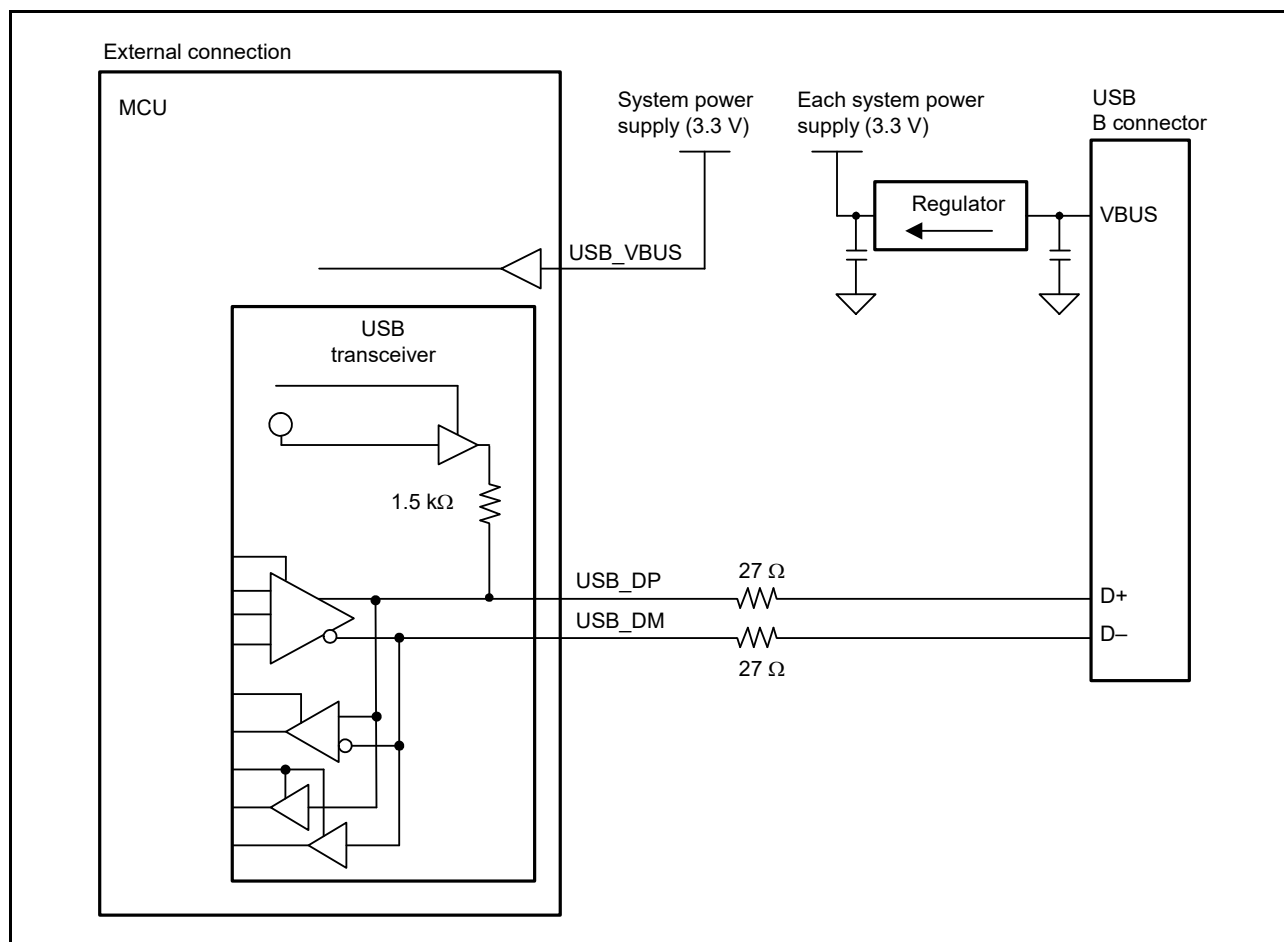 External connection
MCU
System power
supply (3.3 V)
Each system power
supply (3.3 V)
USB
B connector
Regulator
VBUS
USB_VBUS
USB
transceiver
1.5 kΩ
USB_DP
27 Ω
D+
USB_DM
27 Ω
D–